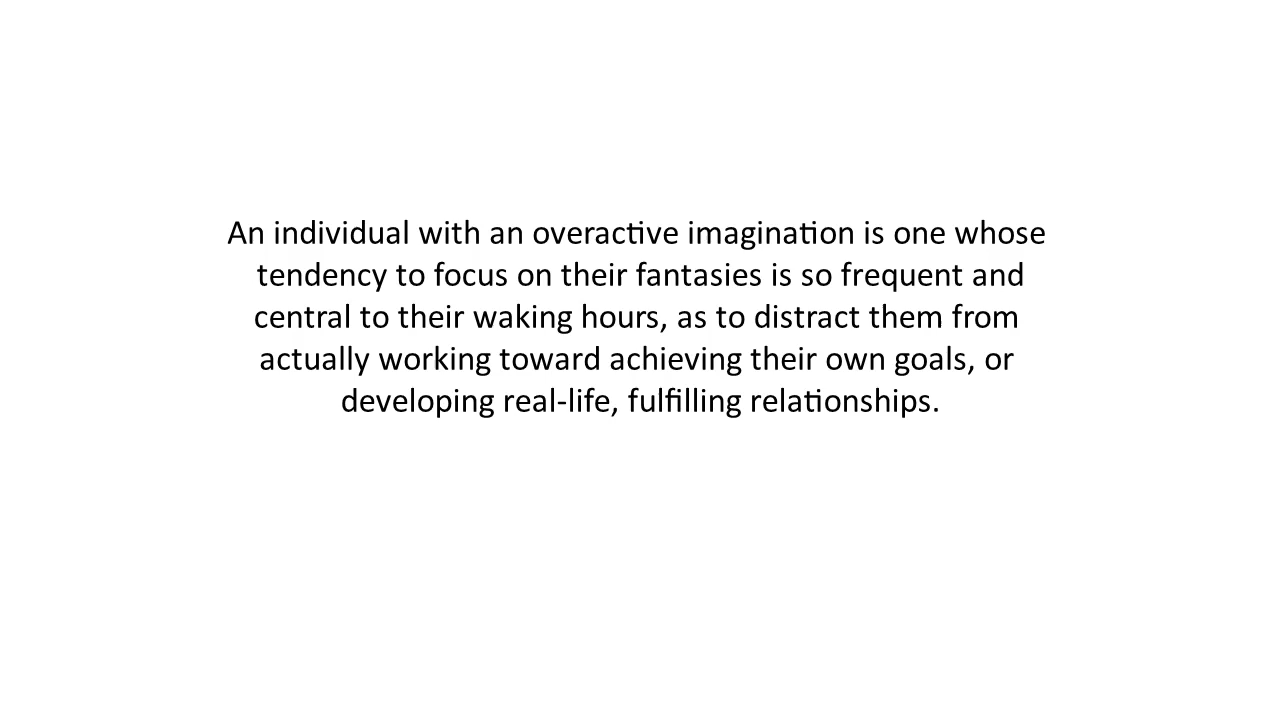 An individual with an overactive imagination is one whose
tendency to focus on their fantasies is so frequent and
central to their waking hours, as to distract them from
actually working toward achieving their own goals, or
developing real-life, fulfilling relationships.